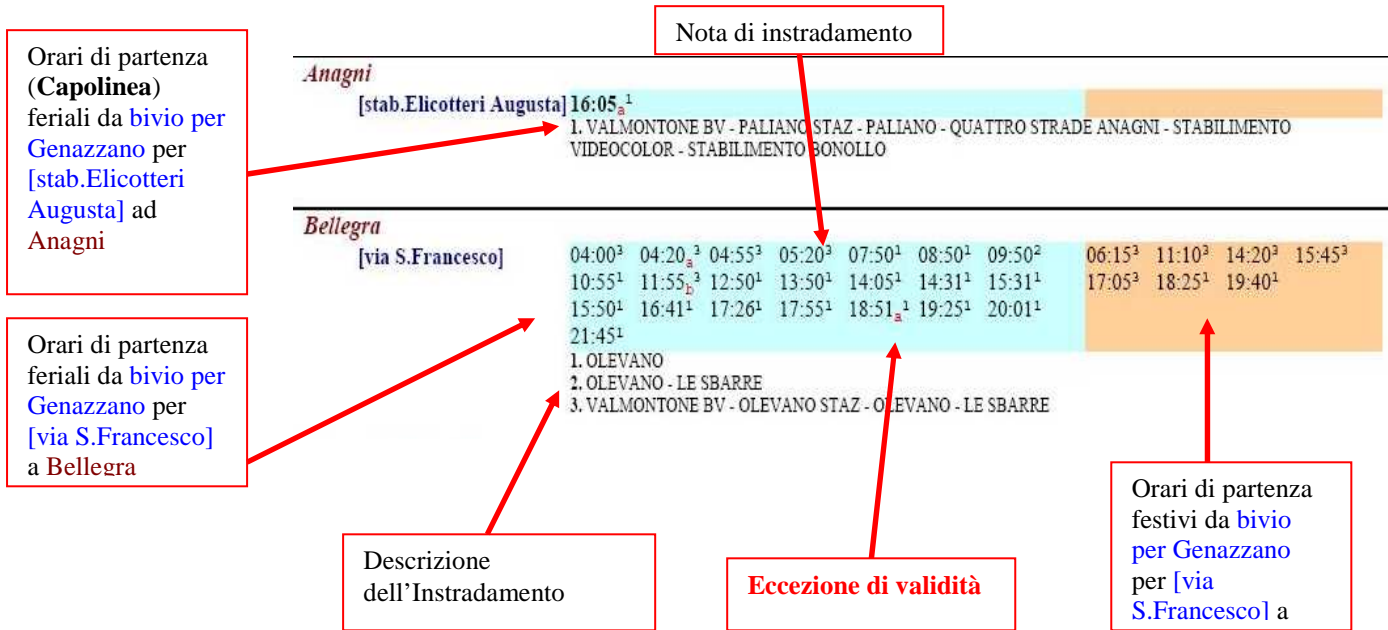 Nota di instradamento
Orari di partenza
(Capolinea)
feriali da bivio per
Genazzano per
[stab.Elicotteri
Augusta] ad
Anagni
Anagni
[stab.Elicotteri Augusta] 16:05a¹
1. VALMONTONE BV - PALIANO STAZ - PALIANO - QUATTRO STRADE ANAGNI - STABILIMENTO
VIDEOCOLOR - STABILIMENTO BONOLLO
Bellegra
[via S.Francesco] 04:00³ 04:20a³ 04:55³ 05:20³ 07:50¹ 08:50¹ 09:50² 06:15³ 11:10³ 14:20³ 15:45³
10:55¹ 11:55b³ 12:50¹ 13:50¹ 14:05¹ 14:31¹ 15:31¹ 17:05³ 18:25¹ 19:40¹
15:50¹ 16:41¹ 17:26¹ 17:55¹ 18:51a¹ 19:25¹ 20:01¹
21:45¹
1. OLEVANO
2. OLEVANO - LE SBARRE
3. VALMONTONE BV - OLEVANO STAZ - OLEVANO - LE SBARRE
Orari di partenza
feriali da bivio per
Genazzano per
[via S.Francesco]
a Bellegra
Descrizione
dell'Instradamento
Eccezione di validità
Orari di partenza
festivi da bivio
per Genazzano
per [via
S.Francesco] a